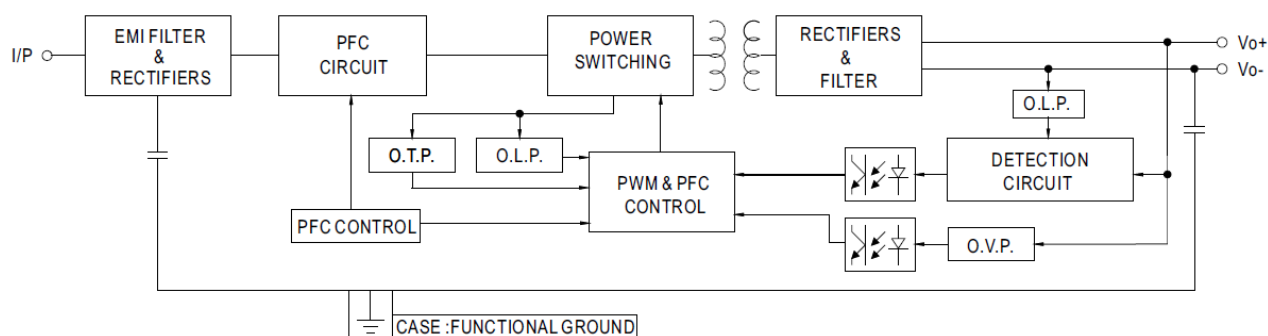 I/P
EMI FILTER
&
RECTIFIERS
PFC
CIRCUIT
POWER
SWITCHING
RECTIFIERS
&
FILTER
Vo+
Vo-
O.L.P.
O.T.P.
O.L.P.
PWM & PFC
CONTROL
DETECTION
CIRCUIT
PFC CONTROL
O.V.P.
CASE :FUNCTIONAL GROUND